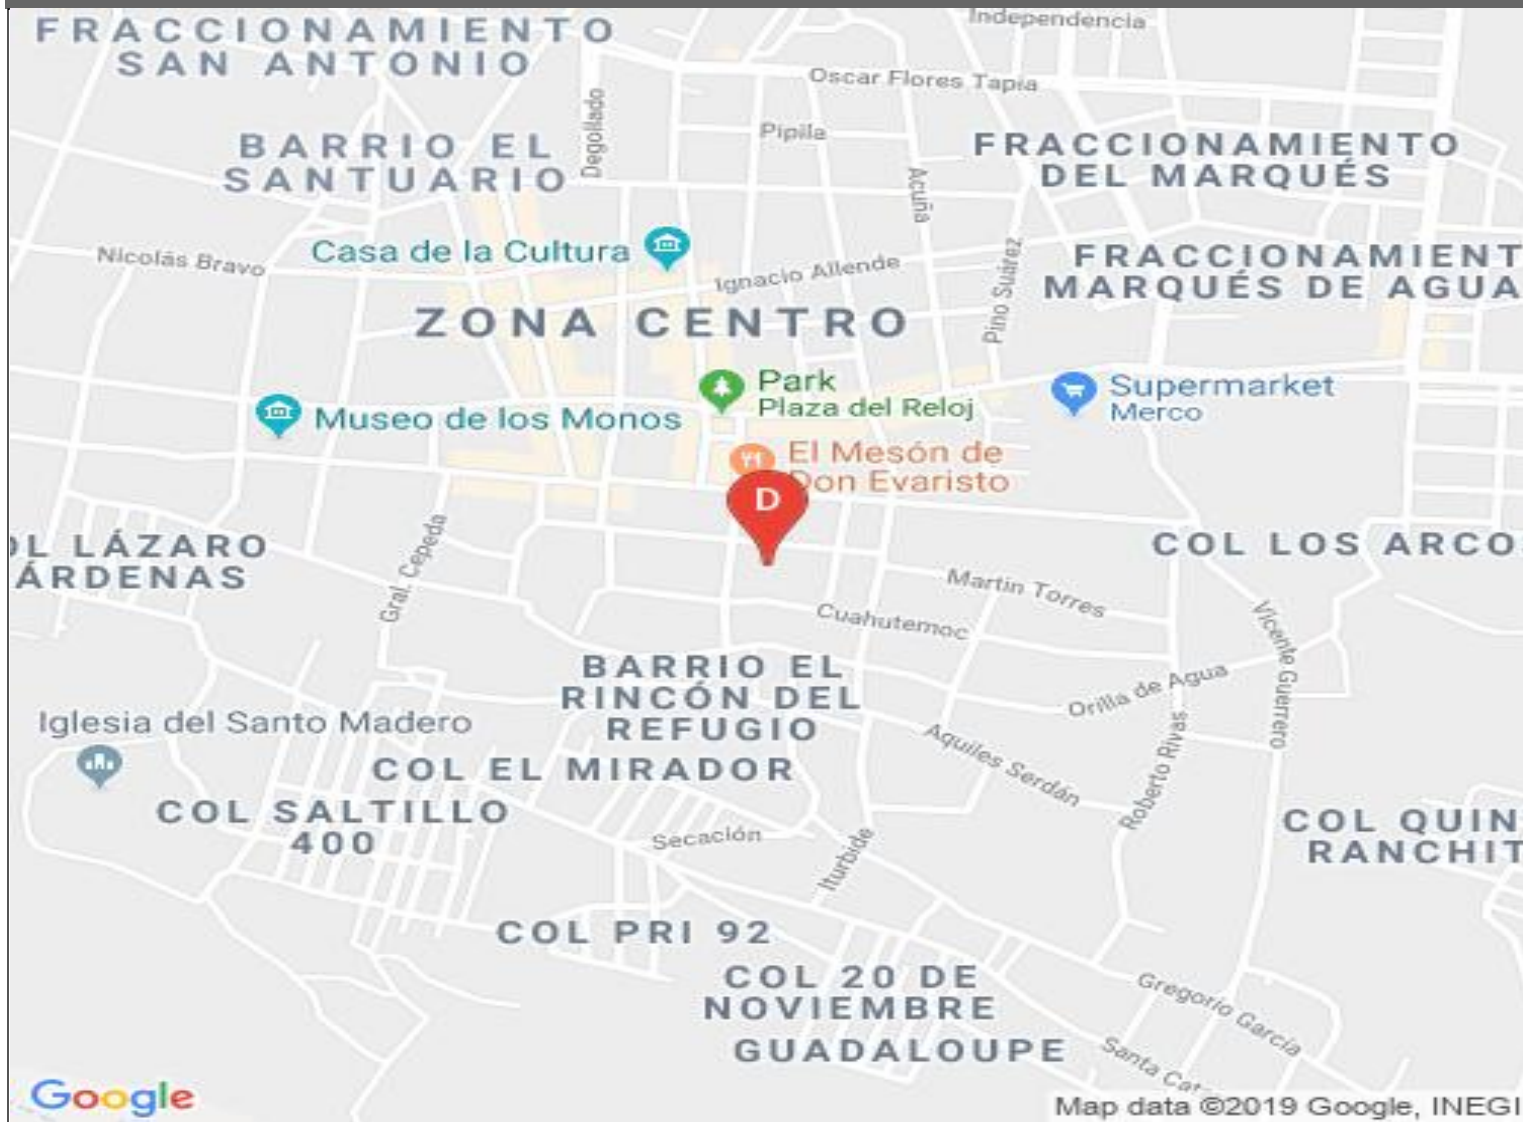 Independencia
FRACCIONAMIENTO
SAN ANTONIO
Oscar Flores Tapia
Degollado
Pipila
BARRIO EL
SANTUARIO
FRACCIONAMIENTO
DEL MARQUÉS
Acuña
Nicolás Bravo
Casa de la Cultura
Ignacio Allende
Pino Suárez
FRACCIONAMIENT
MARQUÉS DE AGUA
ZONA CENTRO
Park
Plaza del Reloj
Supermarket
Merco
Museo de los Monos
El Mesón de
Don Evaristo
D
Gral. Cepeda
OL LÁZARO
ÁRDENAS
COL LOS ARCO
Martin Torres
Cuahutemoc
Vicente Guerrero
BARRIO EL
RINCÓN DEL
REFUGIO
Orilla de Agua
Iglesia del Santo Madero
Aquiles Serdán
Roberto Rivas
COL EL MIRADOR
COL SALTILLO
400
Secación
Iturbide
COL QUIN
RANCHIT
COL PRI 92
COL 20 DE
NOVIEMBRE
Gregorio García
GUADALOUPE
Santa Cat
Google
Map data ©2019 Google, INEGI